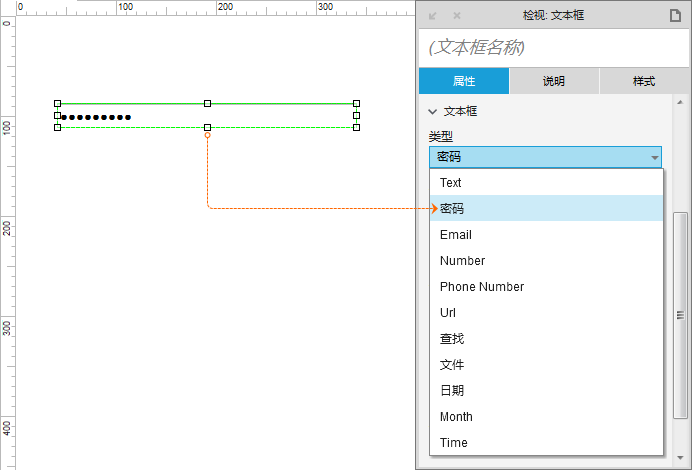 0
100
200
300
0
100
200
300
400
检视: 文本框
(文本框名称)
属性
说明
样式
文本框
类型
密码
Text
密码
Email
Number
Phone Number
Url
查找
文件
日期
Month
Time